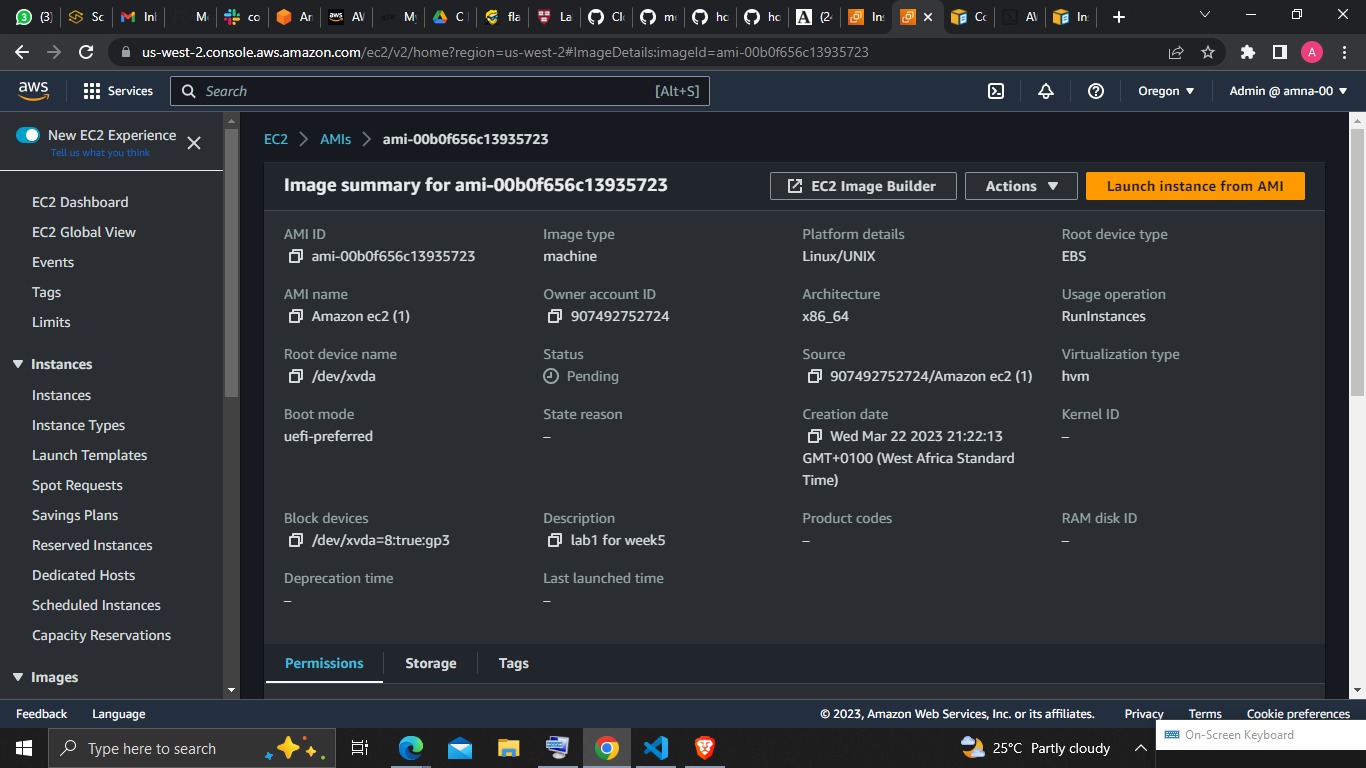 (3)
Sc
In
M
co
Ar
AV
My
C
fla
La
Clo
m
ho
ho
(2
Ins
Co
AV
In
us-west-2.console.aws.amazon.com/ec2/v2/home?region=us-west-2#ImageDetails:imageId=ami-00b0f656c13935723
A
aws
Services
Search
[Alt+S]
Oregon
Admin @ amna-00
New EC2 Experience
Tell us what you think
EC2 Dashboard
EC2 Global View
Events
Tags
Limits
Instances
Instances
Instance Types
Launch Templates
Spot Requests
Savings Plans
Reserved Instances
Dedicated Hosts
Scheduled Instances
Capacity Reservations
Images
EC2 > AMIs > ami-00b0f656c13935723
Image summary for ami-00b0f656c13935723
EC2 Image Builder
Actions
Launch instance from AMI
AMI ID
ami-00b0f656c13935723
Image type
machine
Platform details
Linux/UNIX
Root device type
EBS
AMI name
Amazon ec2 (1)
Owner account ID
907492752724
Architecture
x86_64
Usage operation
RunInstances
Root device name
/dev/xvda
Status
Pending
Source
907492752724/Amazon ec2 (1)
Virtualization type
hvm
Boot mode
uefi-preferred
State reason
–
Creation date
Wed Mar 22 2023 21:22:13
GMT+0100 (West Africa Standard
Time)
Kernel ID
–
Block devices
/dev/xvda=8:true:gp3
Description
lab1 for week5
Product codes
–
RAM disk ID
–
Deprecation time
–
Last launched time
–
Permissions
Storage
Tags
Feedback
Language
© 2023, Amazon Web Services, Inc. or its affiliates.
Privacy
Terms
Cookie preferences
Type here to search
25°C Partly cloudy
On-Screen Keyboard